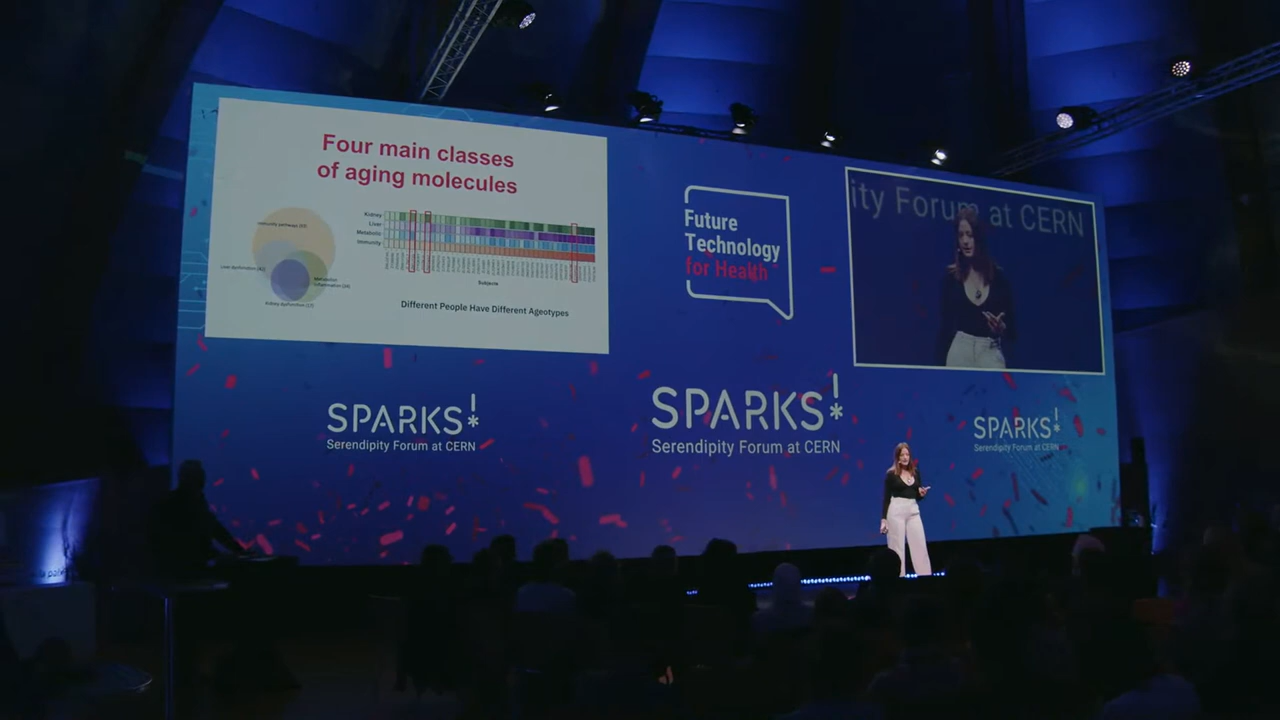 Four main classes
of aging molecules
Kidney
Liver
Metabolic
Immunity
Subjects
Different People Have Different Ageotypes
Future
Technology
for Health
ity Forum at CERN
SPARKS!
Serendipity Forum at CERN
SPARKS!
Serendipity Forum at CERN
SPARKS!
Serendipity Forum at CERN